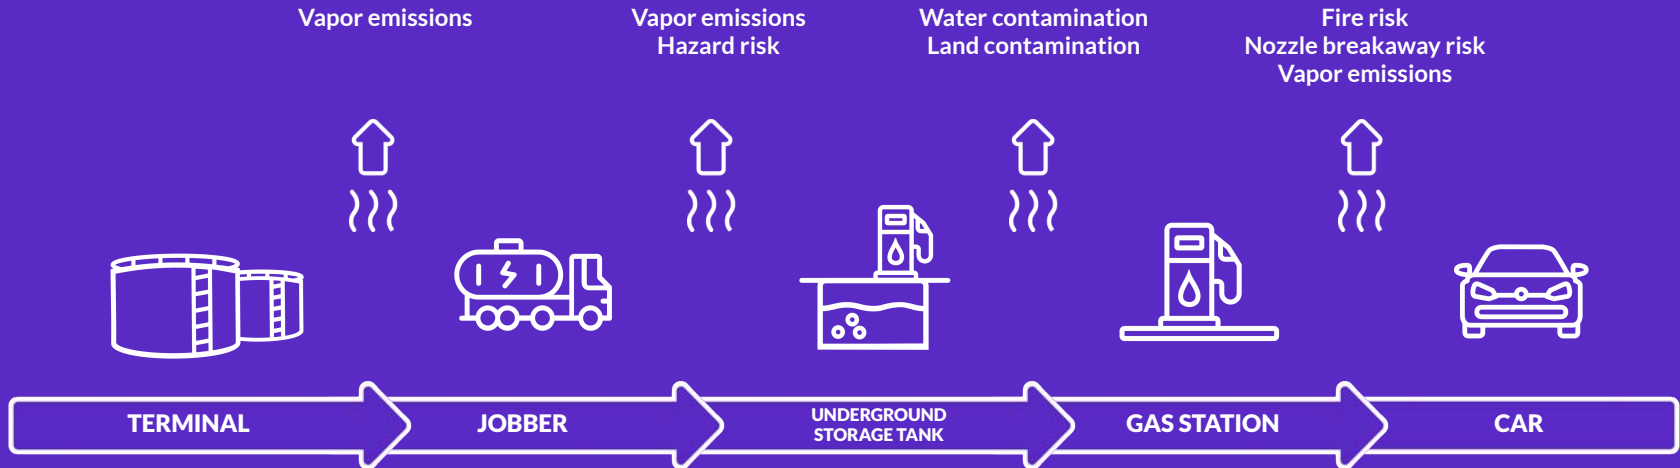 Vapor emissions
Vapor emissions
Hazard risk
Water contamination
Land contamination
Fire risk
Nozzle breakaway risk
Vapor emissions
TERMINAL
JOBBER
UNDERGROUND
STORAGE TANK
GAS STATION
CAR